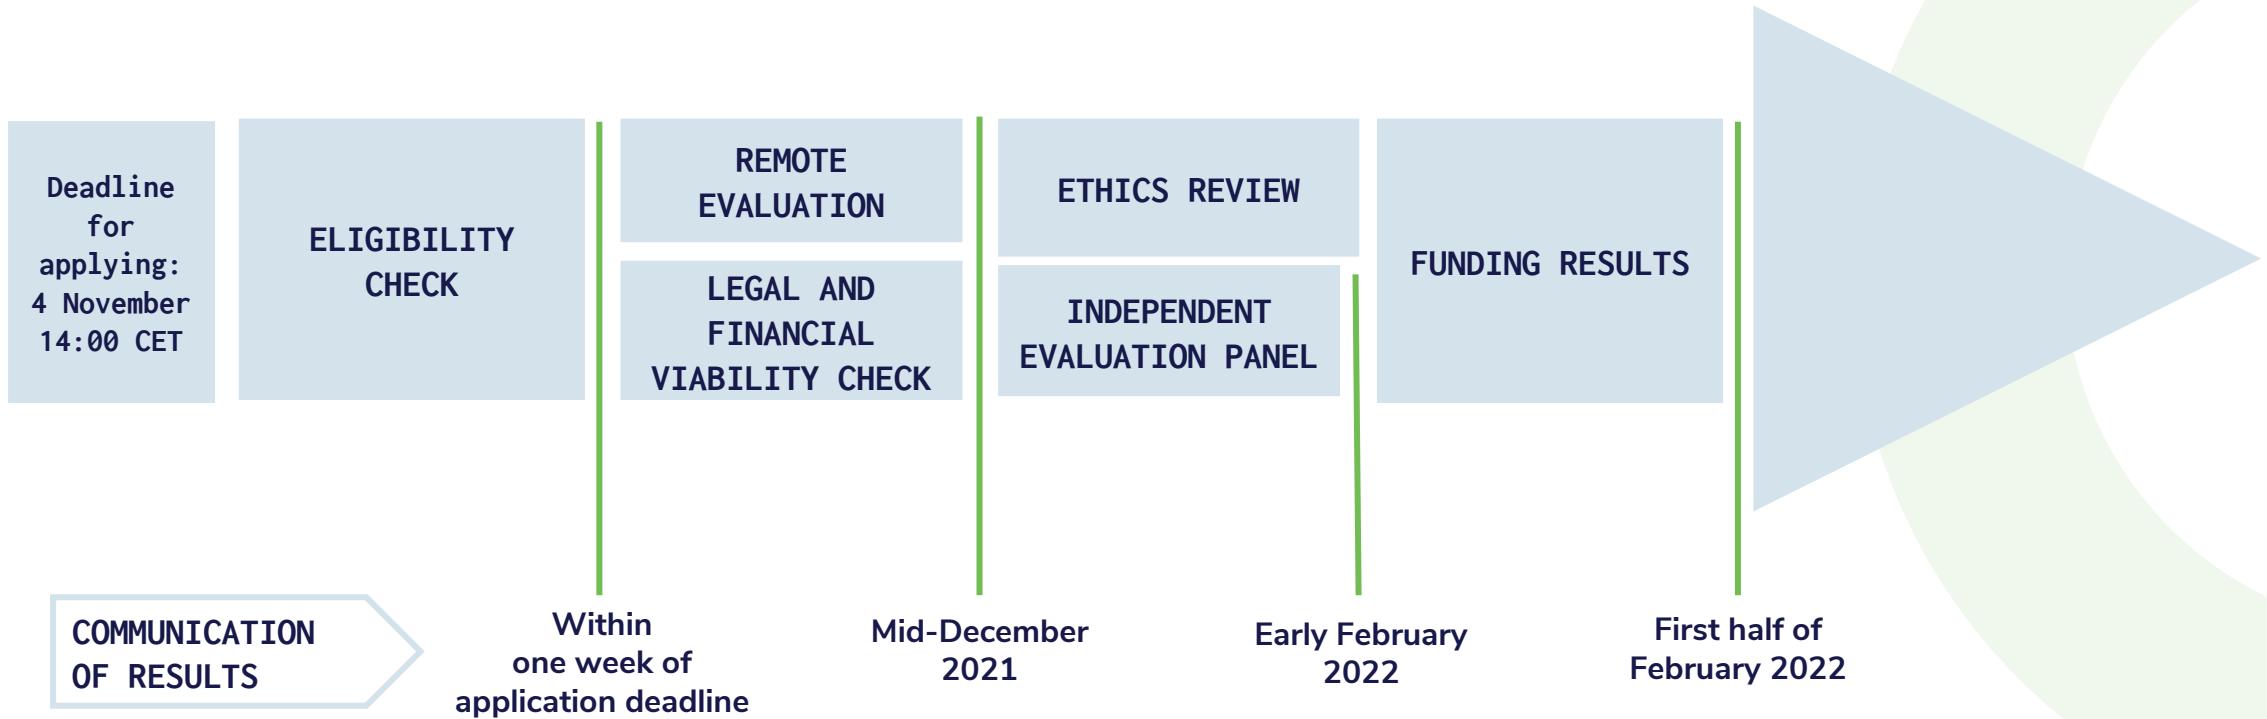 Deadline
for
applying:
4 November
14:00 CET
ELIGIBILITY
CHECK
REMOTE
EVALUATION
LEGAL AND
FINANCIAL
VIABILITY CHECK
ETHICS REVIEW
INDEPENDENT
EVALUATION PANEL
FUNDING RESULTS
COMMUNICATION
OF RESULTS
Within
one week of
application deadline
Mid-December
2021
Early February
2022
First half of
February 2022